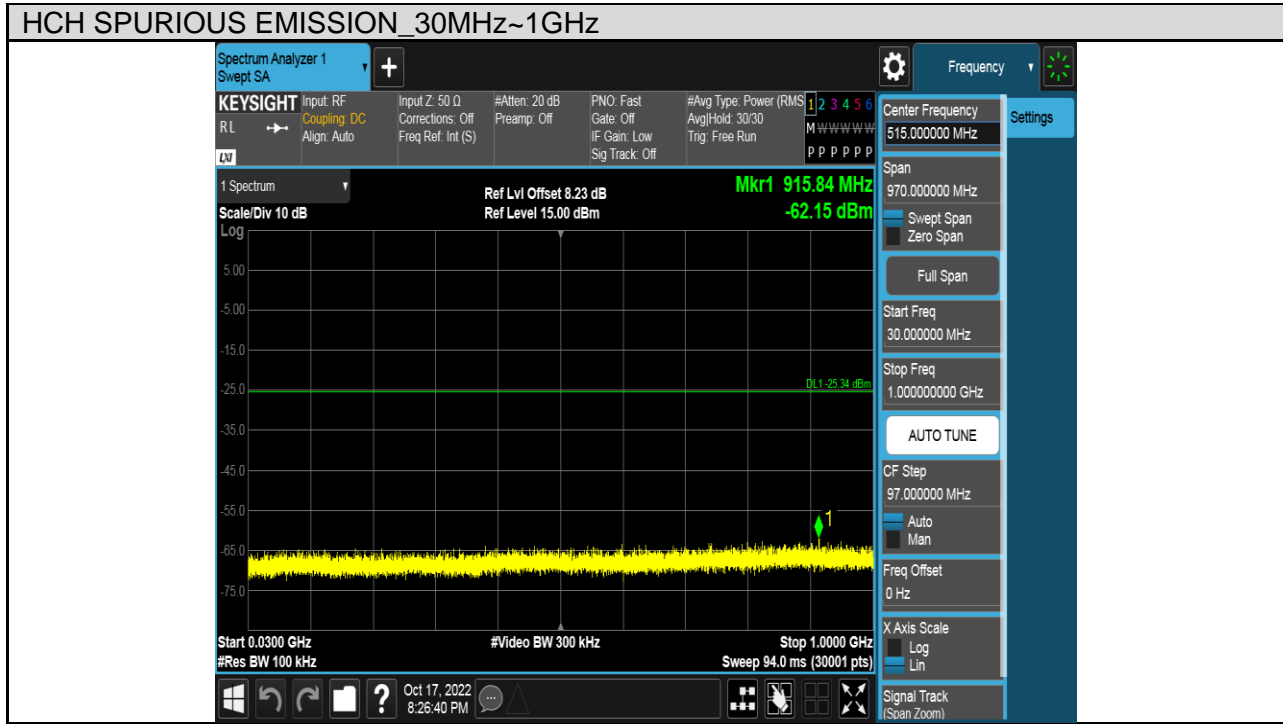 HCH SPURIOUS EMISSION_30MHz~1GHz
Spectrum Analyzer 1
Swept SA
Frequency
KEYSIGHT
RL
LXI
Input: RF
Coupling: DC
Align: Auto
Input Z: 50 Ω
Corrections: Off
Freq Ref: Int (S)
#Atten: 20 dB
Preamp: Off
PNO: Fast
Gate: Off
IF Gain: Low
Sig Track: Off
#Avg Type: Power (RMS
Avg|Hold: 30/30
Trig: Free Run
1 2 3 4 5 6
M W W W W W
P P P P P P
1 Spectrum
Scale/Div 10 dB
Ref Lvl Offset 8.23 dB
Ref Level 15.00 dBm
Mkr1 915.84 MHz
-62.15 dBm
Log
5.00
-5.00
-15.0
-25.0
DL1 -25.34 dBm
-35.0
-45.0
-55.0
1
-65.0
-75.0
Start 0.0300 GHz
#Video BW 300 kHz
Stop 1.0000 GHz
#Res BW 100 kHz
Sweep 94.0 ms (30001 pts)
Oct 17, 2022
8:26:40 PM
Center Frequency
515.000000 MHz
Settings
Span
970.000000 MHz
Swept Span
Zero Span
Full Span
Start Freq
30.000000 MHz
Stop Freq
1.000000000 GHz
AUTO TUNE
CF Step
97.000000 MHz
Auto
Man
Freq Offset
0 Hz
X Axis Scale
Log
Lin
Signal Track
(Span Zoom)